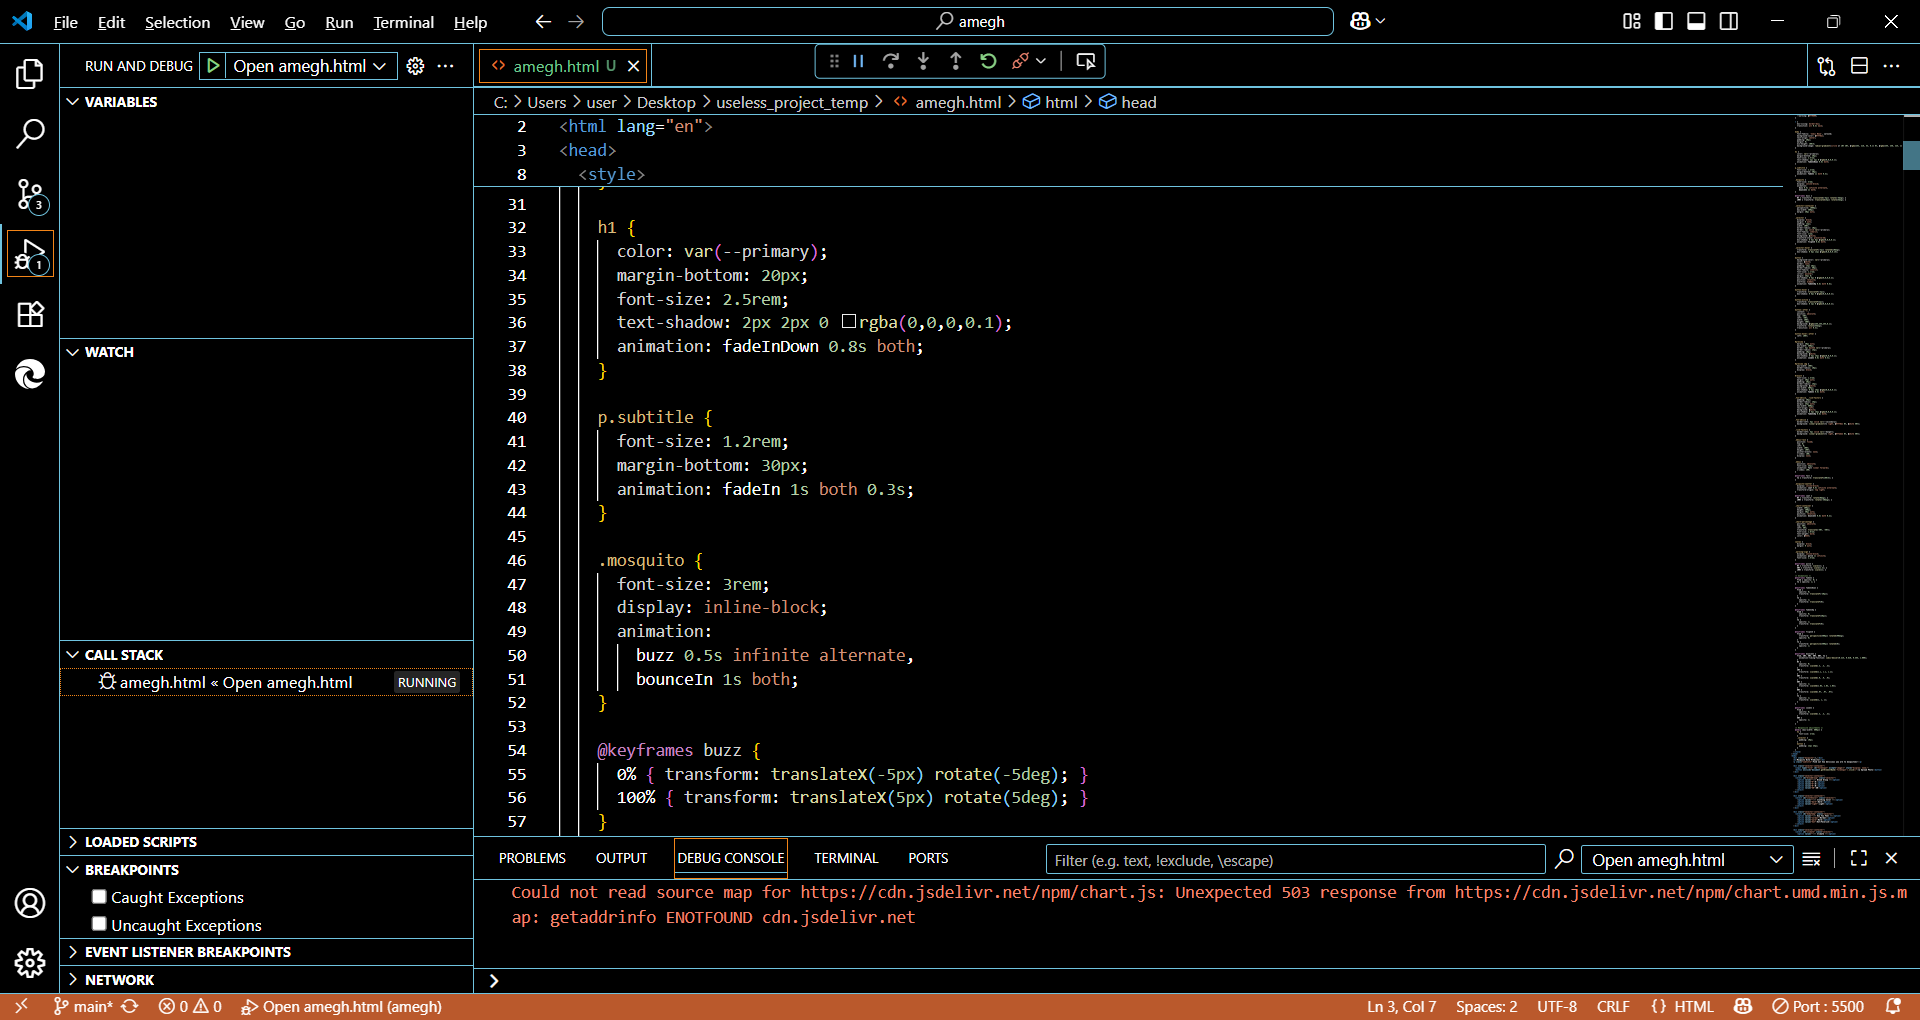 File Edit Selection View Go Run Terminal Help
amegh
RUN AND DEBUG Open amegh.html
VARIABLES
WATCH
CALL STACK
amegh.html « Open amegh.html RUNNING
LOADED SCRIPTS
BREAKPOINTS
Caught Exceptions
Uncaught Exceptions
EVENT LISTENER BREAKPOINTS
NETWORK
3
1
amegh.html U
C: > Users > user > Desktop > useless_project_temp > amegh.html > html > head
2 <html lang="en">
3 <head>
8 <style>
31
32 h1 {
33 color: var(--primary);
34 margin-bottom: 20px;
35 font-size: 2.5rem;
36 text-shadow: 2px 2px 0 rgba(0,0,0,0.1);
37 animation: fadeInDown 0.8s both;
38 }
39
40 p.subtitle {
41 font-size: 1.2rem;
42 margin-bottom: 30px;
43 animation: fadeIn 1s both 0.3s;
44 }
45
46 .mosquito {
47 font-size: 3rem;
48 display: inline-block;
49 animation:
50 buzz 0.5s infinite alternate,
51 bounceIn 1s both;
52 }
53
54 @keyframes buzz {
55 0% { transform: translateX(-5px) rotate(-5deg); }
56 100% { transform: translateX(5px) rotate(5deg); }
57 }
PROBLEMS OUTPUT DEBUG CONSOLE TERMINAL PORTS
Filter (e.g. text, !exclude, \escape)
Open amegh.html
Could not read source map for https://cdn.jsdelivr.net/npm/chart.js: Unexpected 503 response from https://cdn.jsdelivr.net/npm/chart.umd.min.js.m
ap: getaddrinfo ENOTFOUND cdn.jsdelivr.net
main* 0 0 Open amegh.html (amegh)
Ln 3, Col 7 Spaces: 2 UTF-8 CRLF {} HTML Port : 5500